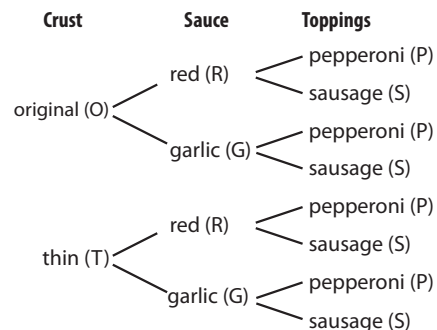 Crust Sauce Toppings
pepperoni (P)
red (R)
sausage (S)
original (O)
pepperoni (P)
garlic (G)
sausage (S)
pepperoni (P)
red (R)
sausage (S)
thin (T)
pepperoni (P)
garlic (G)
sausage (S)